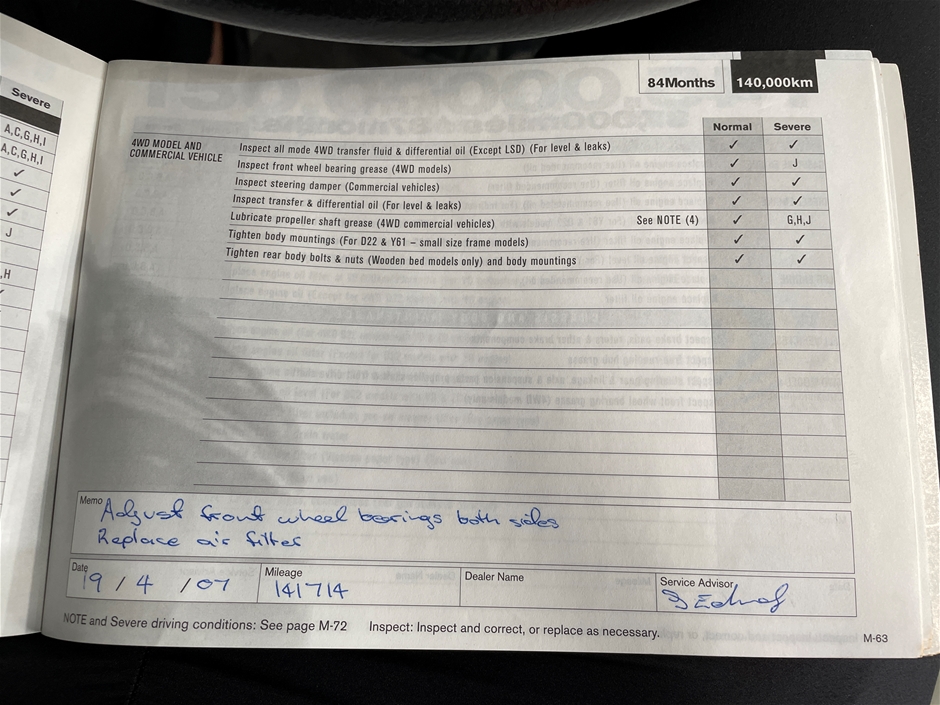 Severe
A,C,G,H,I
A,C,G,H,I
✓
✓
✓
J
,H
84Months 140,000km
Normal Severe
4WD MODEL AND COMMERCIAL VEHICLE
Inspect all mode 4WD transfer fluid & differential oil (Except LSD) (For level & leaks) ✓ ✓
Inspect front wheel bearing grease (4WD models) ✓ J
Inspect steering damper (Commercial vehicles) ✓ ✓
Inspect transfer & differential oil (For level & leaks) ✓ ✓
Lubricate propeller shaft grease (4WD commercial vehicles) See NOTE (4) ✓ G,H,J
Tighten body mountings (For D22 & Y61 – small size frame models) ✓ ✓
Tighten rear body bolts & nuts (Wooden bed models only) and body mountings ✓ ✓
Memo Adjust front wheel bearings both sides
Replace air filter
Date 19 / 4 / 07 Mileage 141714 Dealer Name Service Advisor
NOTE and Severe driving conditions: See page M-72 Inspect: Inspect and correct, or replace as necessary.
M-63